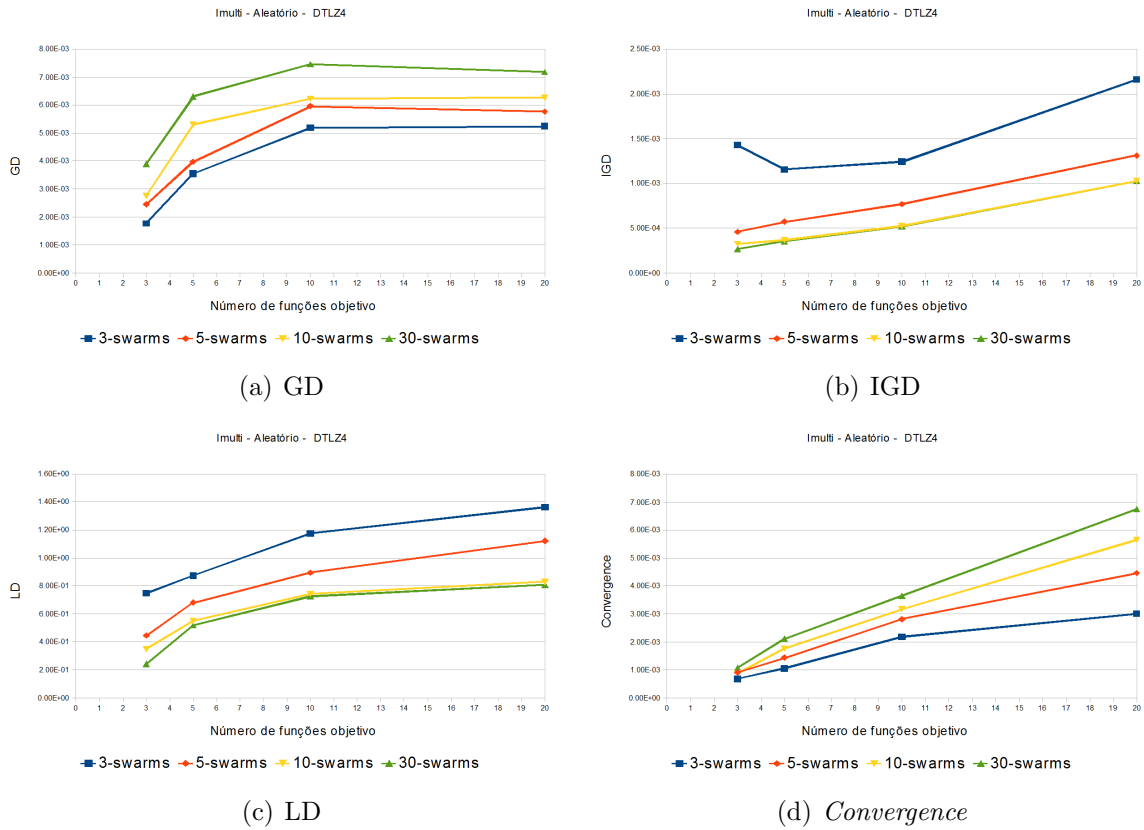 Imulti - Aleatório - DTLZ4
8.00E-03
7.00E-03
6.00E-03
5.00E-03
4.00E-03
3.00E-03
2.00E-03
1.00E-03
0.00E+00
GD
0 1 2 3 4 5 6 7 8 9 10 11 12 13 14 15 16 17 18 19 20
Número de funções objetivo
3-swarms 5-swarms 10-swarms 30-swarms
(a) GD
Imulti - Aleatório - DTLZ4
2.50E-03
2.00E-03
1.50E-03
1.00E-03
5.00E-04
0.00E+00
IGD
0 1 2 3 4 5 6 7 8 9 10 11 12 13 14 15 16 17 18 19 20
Número de funções objetivo
3-swarms 5-swarms 10-swarms 30-swarms
(b) IGD
Imulti - Aleatório - DTLZ4
1.60E+00
1.40E+00
1.20E+00
1.00E+00
8.00E-01
6.00E-01
4.00E-01
2.00E-01
0.00E+00
LD
0 1 2 3 4 5 6 7 8 9 10 11 12 13 14 15 16 17 18 19 20
Número de funções objetivo
3-swarms 5-swarms 10-swarms 30-swarms
(c) LD
Imulti - Aleatório - DTLZ4
8.00E-03
7.00E-03
6.00E-03
5.00E-03
4.00E-03
3.00E-03
2.00E-03
1.00E-03
0.00E+00
Convergence
0 1 2 3 4 5 6 7 8 9 10 11 12 13 14 15 16 17 18 19 20
Número de funções objetivo
3-swarms 5-swarms 10-swarms 30-swarms
(d) Convergence